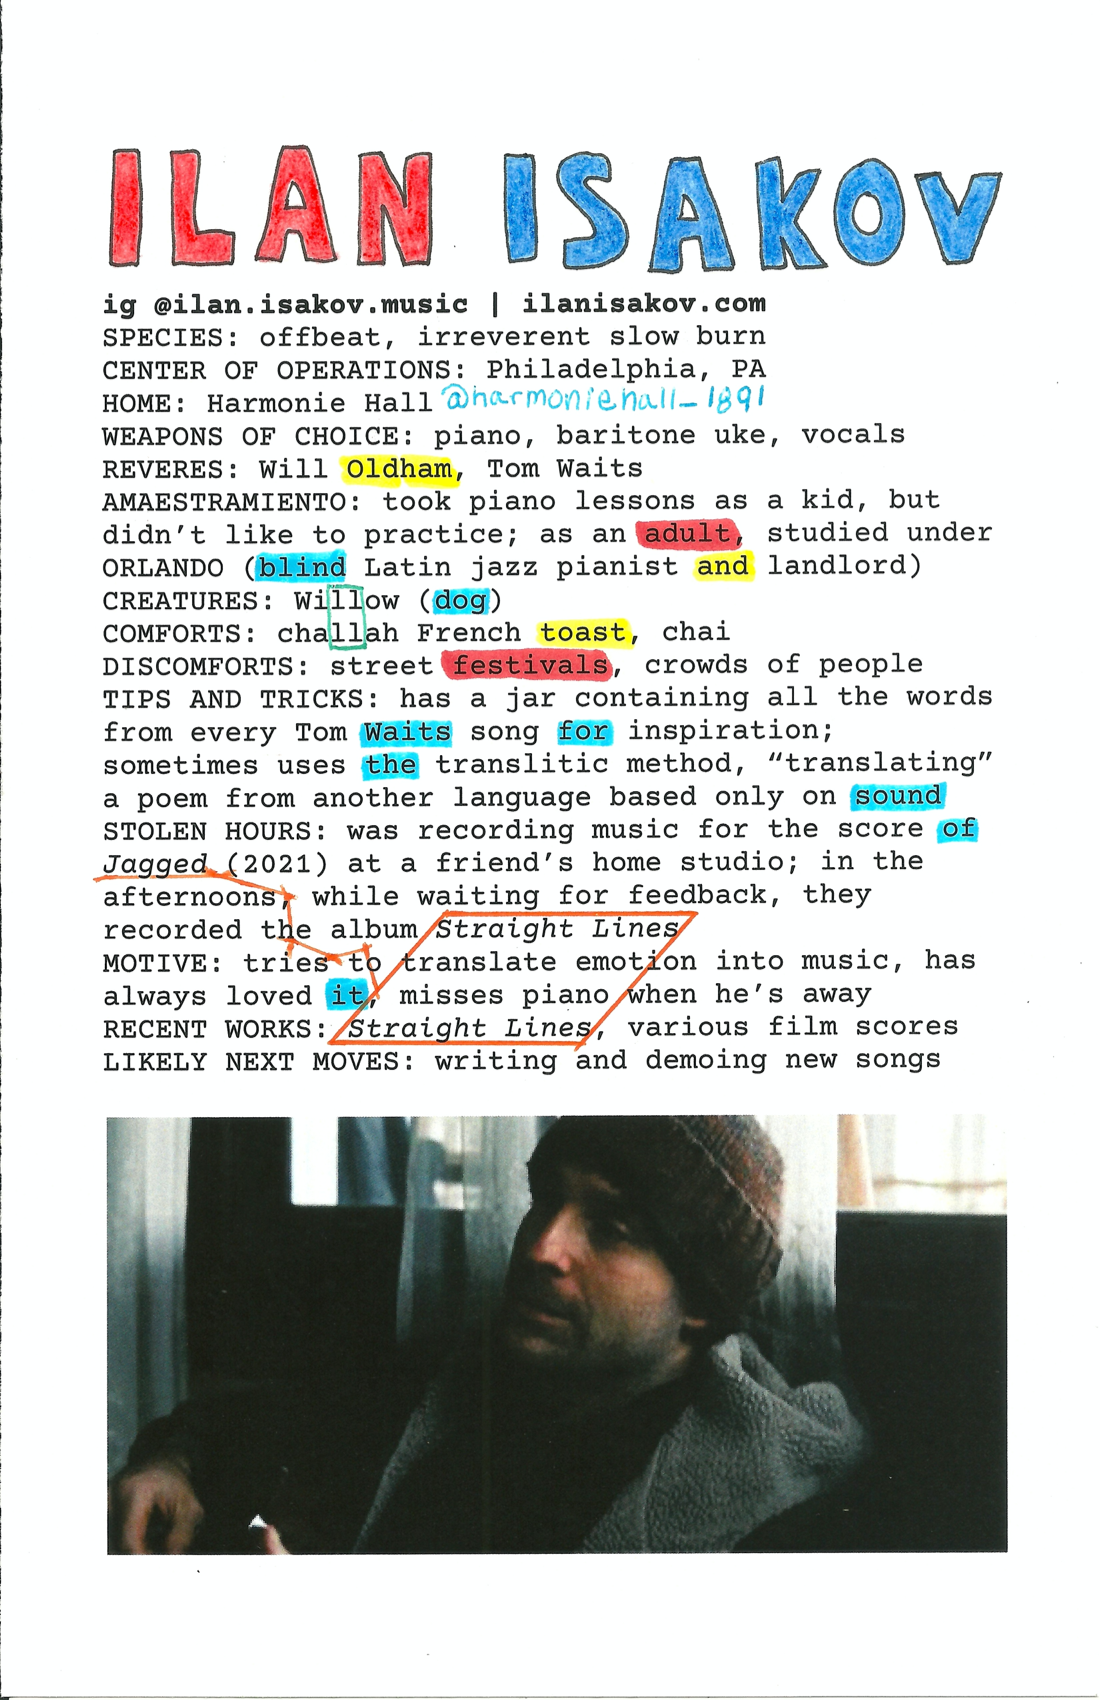 ILAN ISAKOV
ig @ilan.isakov.music | ilanisakov.com
SPECIES: offbeat, irreverent slow burn
CENTER OF OPERATIONS: Philadelphia, PA
HOME: Harmonie Hall @harmoniehall_1891
WEAPONS OF CHOICE: piano, baritone uke, vocals
REVERES: Will Oldham, Tom Waits
AMAESTRAMIENTO: took piano lessons as a kid, but
didn't like to practice; as an adult, studied under
ORLANDO (blind Latin jazz pianist and landlord)
CREATURES: Willow (dog)
COMFORTS: challah French toast, chai
DISCOMFORTS: street festivals, crowds of people
TIPS AND TRICKS: has a jar containing all the words
from every Tom Waits song for inspiration;
sometimes uses the translitic method, “translating”
a poem from another language based only on sound
STOLEN HOURS: was recording music for the score of
Jagged (2021) at a friend's home studio; in the
afternoons, while waiting for feedback, they
recorded the album Straight Lines
MOTIVE: tries to translate emotion into music, has
always loved it, misses piano when he's away
RECENT WORKS: Straight Lines, various film scores
LIKELY NEXT MOVES: writing and demoing new songs